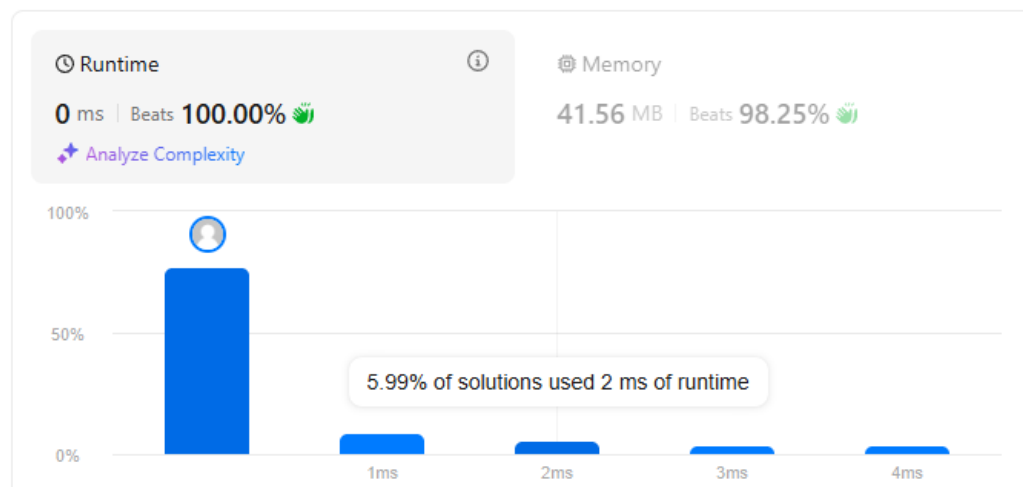 Runtime
0 ms Beats 100.00%
Analyze Complexity
Memory
41.56 MB Beats 98.25%
100%
50%
0%
5.99% of solutions used 2 ms of runtime
1ms 2ms 3ms 4ms